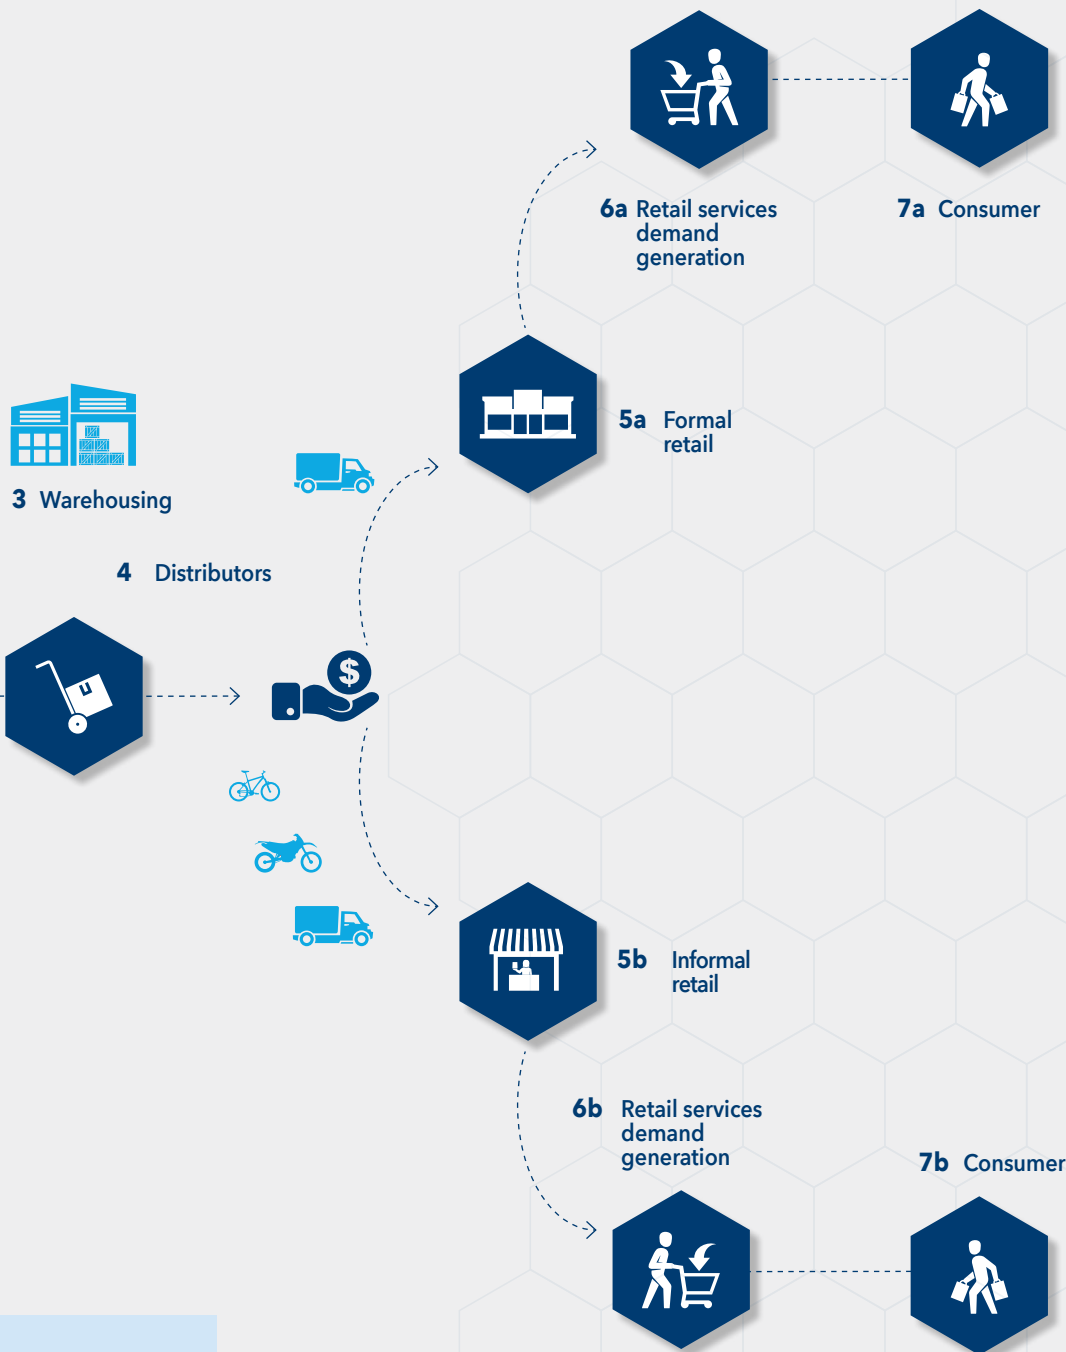 6a Retail services
demand
generation
7a Consumer
5a Formal
retail
3 Warehousing
4 Distributors
$
5b Informal
retail
6b Retail services
demand
generation
7b Consumer